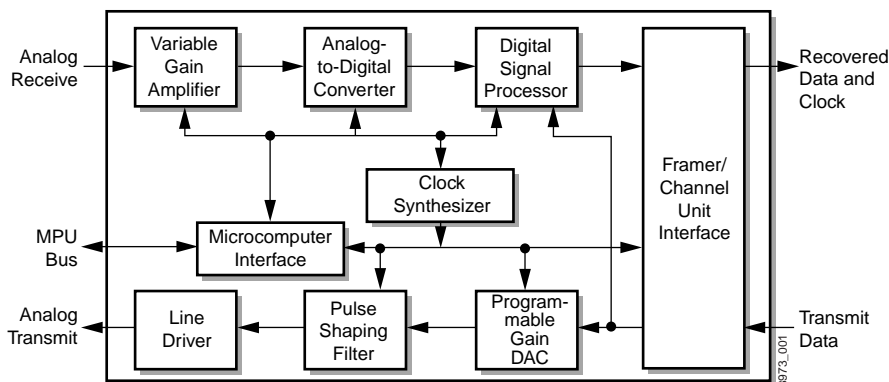 Analog
Receive
Variable
Gain
Amplifier
Analog-
to-Digital
Converter
Digital
Signal
Processor
Recovered
Data and
Clock
Framer/
Channel
Unit
Interface
Clock
Synthesizer
MPU
Bus
Microcomputer
Interface
Analog
Transmit
Line
Driver
Pulse
Shaping
Filter
Program-
mable
Gain
DAC
Transmit
Data
8973_001